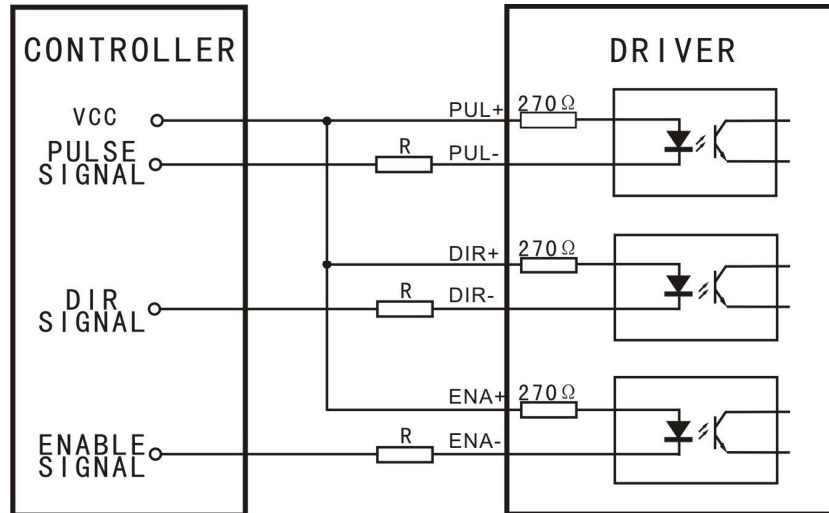 CONTROLLER
DRIVER
VCC
PUL+
270Ω
PULSE
SIGNAL
R
PUL-
DIR+
270Ω
DIR
SIGNAL
R
DIR-
ENA+
270Ω
ENABLE
SIGNAL
R
ENA-